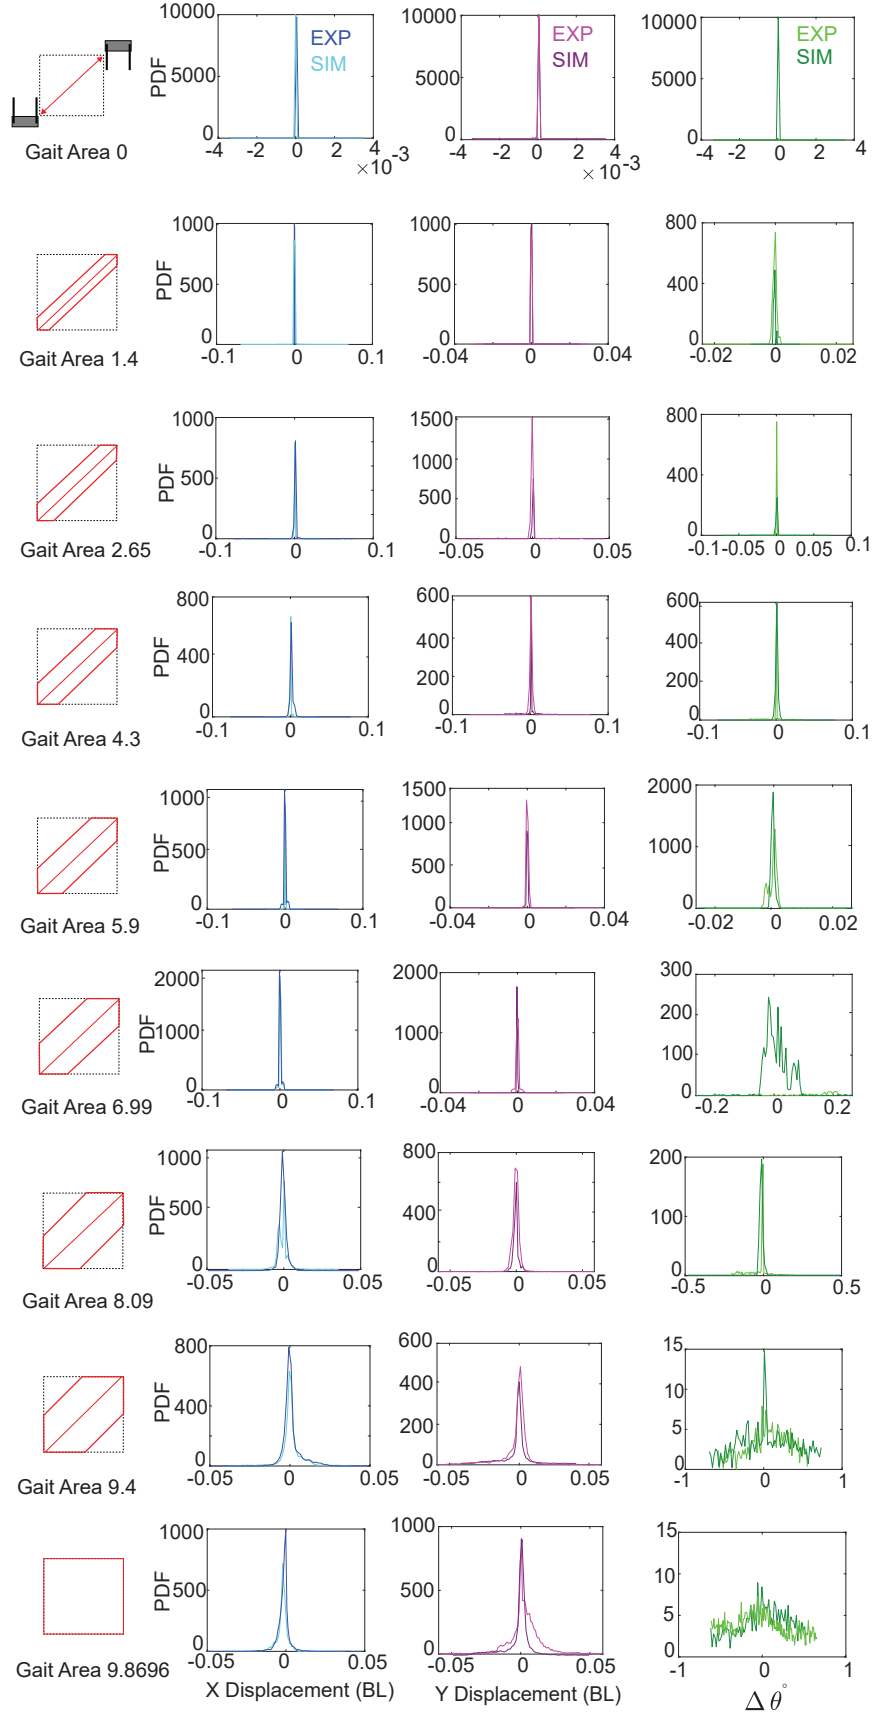 PDF
10000
5000
0
-4 -2 0 2 4
×10-3
EXP
SIM
10000
5000
0
-4 -2 0 2 4
× 10-3
EXP
SIM
10000
5000
0
-4 -2 0 2 4
EXP
SIM
Gait Area 0
PDF
1000
500
0
-0.1 0 0.1
1000
500
0
-0.04 0 0.04
800
400
0
-0.02 0 0.02
Gait Area 1.4
PDF
1000
500
0
-0.1 0 0.1
1500
1000
500
0
-0.05 0 0.05
800
400
0
-0.1 -0.05 0 0.05 0.1
Gait Area 2.65
PDF
800
400
0
-0.1 0 0.1
600
400
200
0
-0.1 0 0.1
600
400
200
0
-0.1 0 0.1
Gait Area 4.3
PDF
1000
500
0
-0.1 0 0.1
1500
1000
500
0
-0.04 0 0.04
2000
1000
0
-0.02 0 0.02
Gait Area 5.9
PDF
2000
1000
0
-0.1 0 0.1
2000
1000
0
-0.04 0 0.04
300
200
100
0
-0.2 0 0.2
Gait Area 6.99
PDF
1000
500
0
-0.05 0 0.05
800
400
0
-0.05 0 0.05
200
100
0
-0.5 0 0.5
Gait Area 8.09
PDF
800
400
0
-0.05 0 0.05
600
400
200
0
-0.05 0 0.05
15
10
5
0
-1 0 1
Gait Area 9.4
PDF
1000
500
0
-0.05 0 0.05
1000
500
0
-0.05 0 0.05
15
10
5
0
-1 0 1
Gait Area 9.8696
X Displacement (BL)
Y Displacement (BL)
Δ θ°